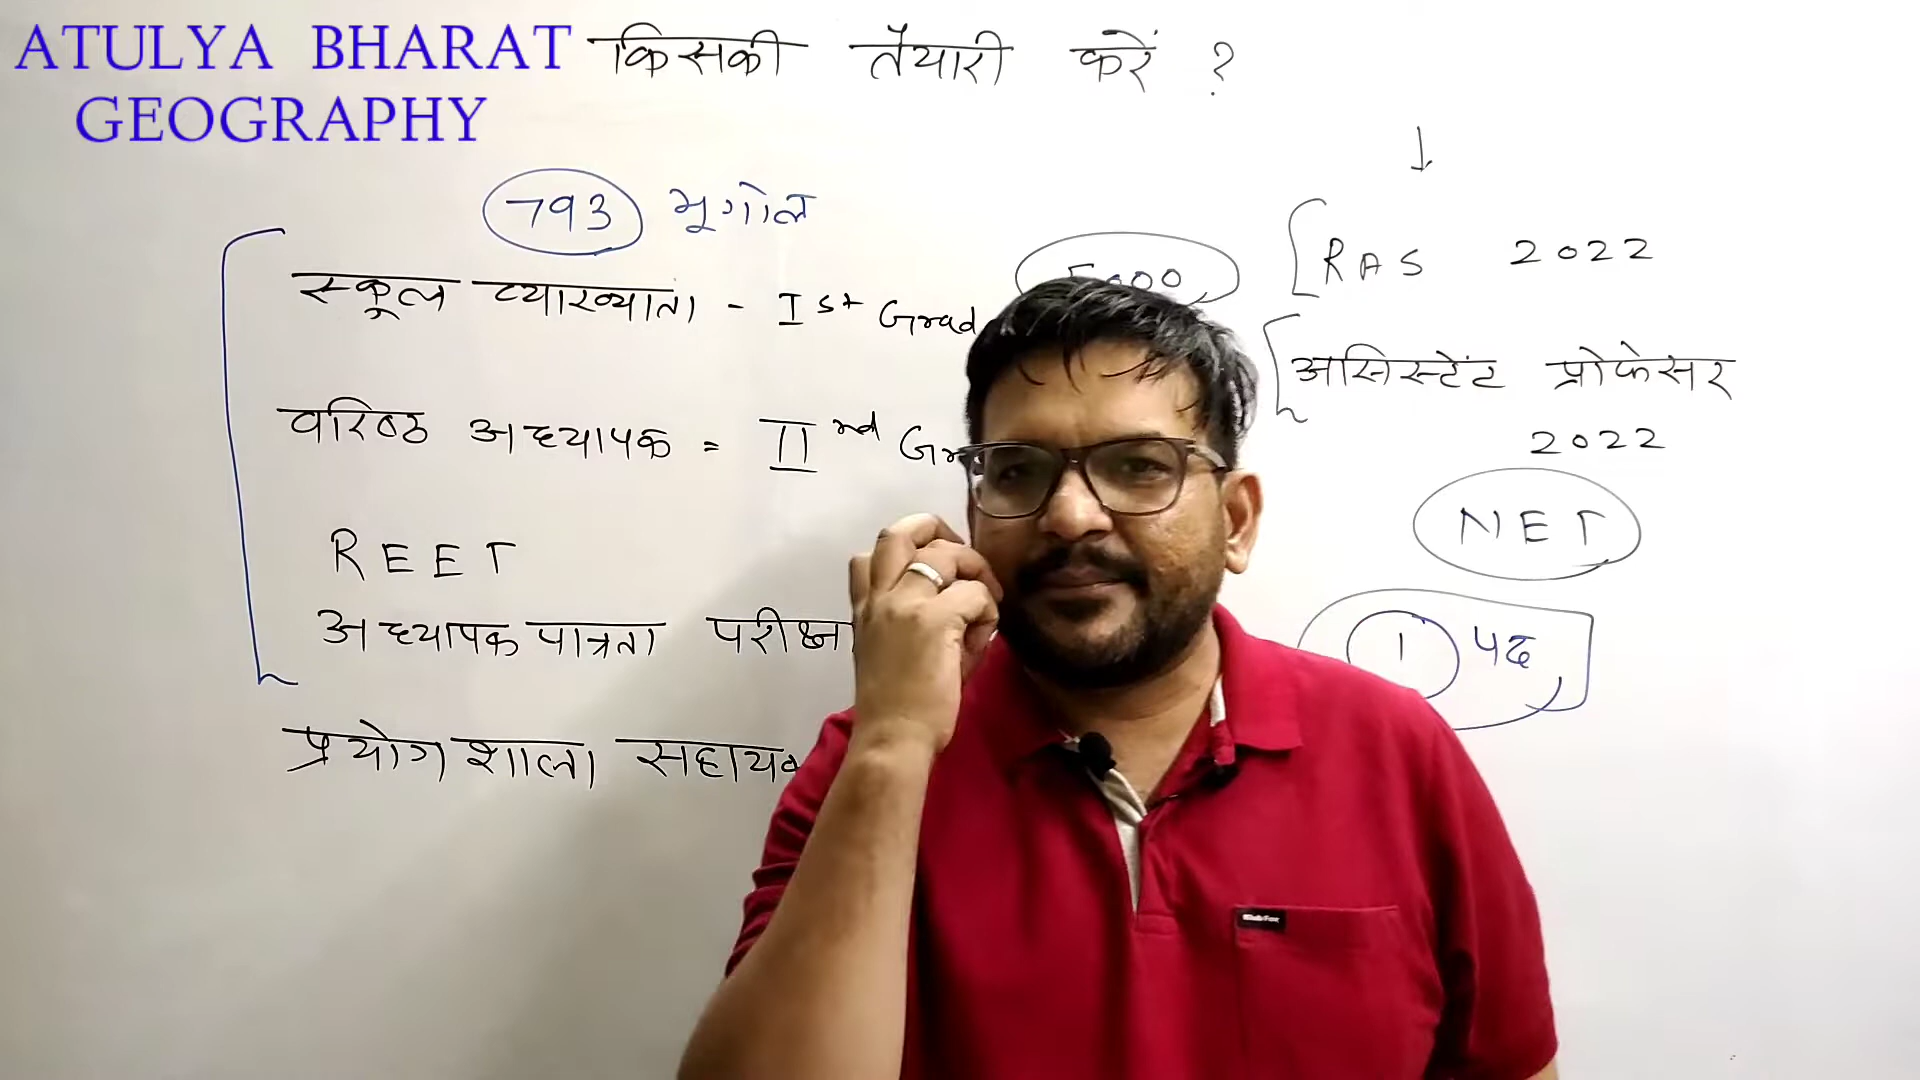 ATULYA BHARAT
GEOGRAPHY
किसकी तैयारी करें ?
793 भूगोल
स्कूल व्याख्याता - Ist
वरिष्ठ अध्यापक = IInd
REET
अध्यापक पात्रता परीक्षा
प्रयोगशाला सहायक
RAS 2022
असिस्टेंट प्रोफेसर
2022
NET
1 पद